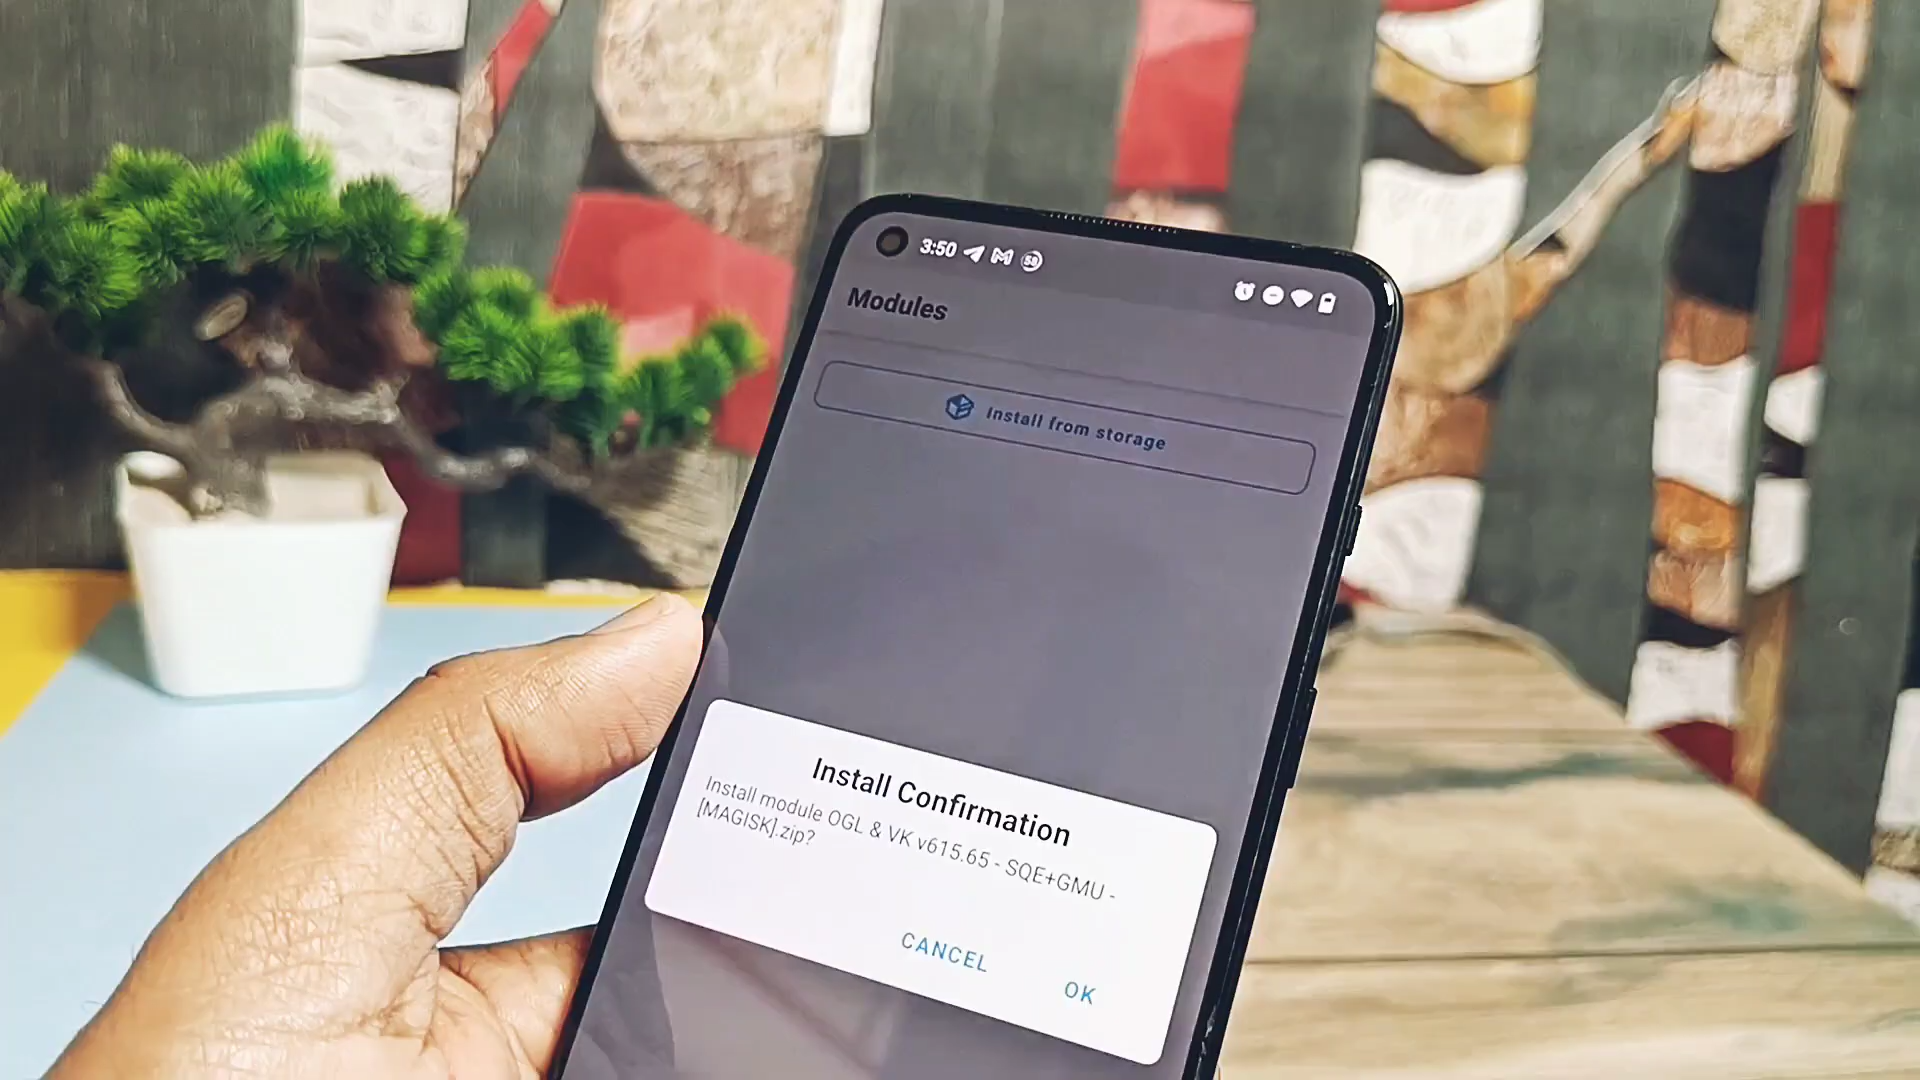 3:50 58
Modules
Install from storage
Install Confirmation
Install module OGL & VK v615.65 - SQE+GMU -
[MAGISK].zip?
CANCEL
OK